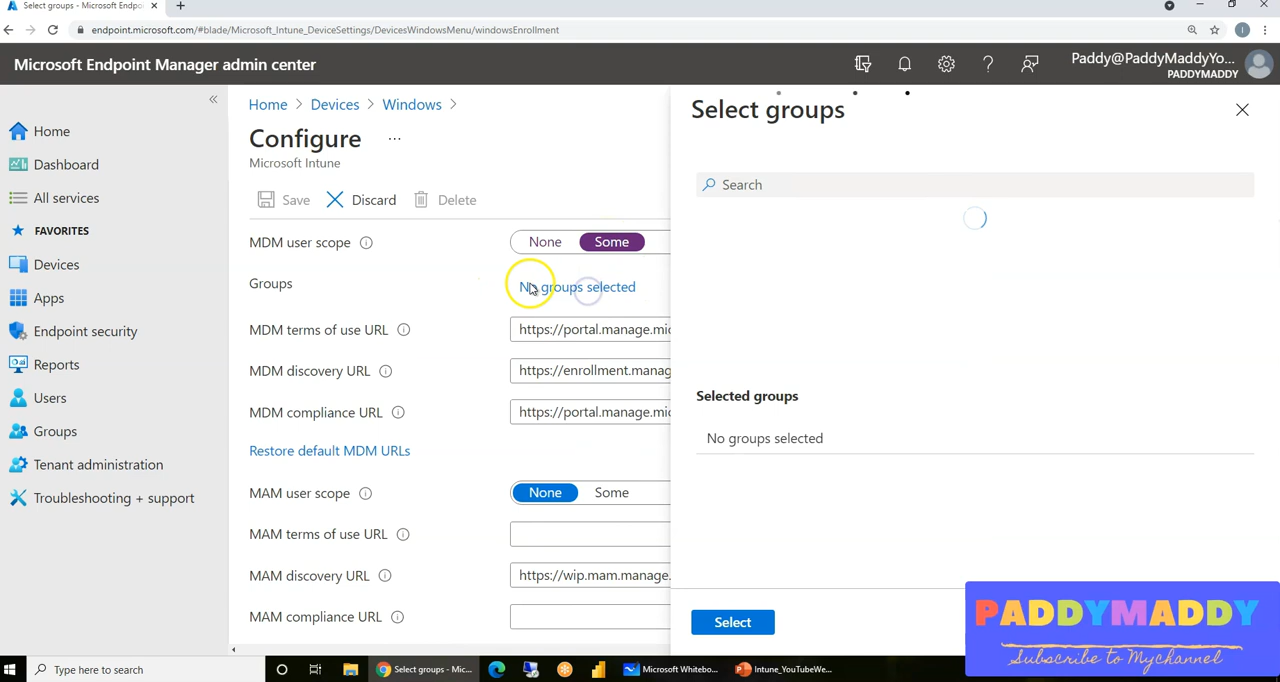 Select groups - Microsoft Endpoi
endpoint.microsoft.com/#blade/Microsoft_Intune_DeviceSettings/DevicesWindowsMenu/windowsEnrollment
Microsoft Endpoint Manager admin center
Paddy@PaddyMaddyYo...
PADDYMADDY
Home
Dashboard
All services
FAVORITES
Devices
Apps
Endpoint security
Reports
Users
Groups
Tenant administration
Troubleshooting + support
Home > Devices > Windows >
Configure ...
Microsoft Intune
Save Discard Delete
MDM user scope None Some
Groups No groups selected
MDM terms of use URL https://portal.manage.mic
MDM discovery URL https://enrollment.manag
MDM compliance URL https://portal.manage.mic
Restore default MDM URLs
MAM user scope None Some
MAM terms of use URL
MAM discovery URL https://wip.mam.manage.
MAM compliance URL
Select groups
Search
Selected groups
No groups selected
Select
PADDYMADDY
Subscribe to Mychannel
Type here to search
Select groups - Mic...
Microsoft Whitebo...
Intune_YouTubeWe...